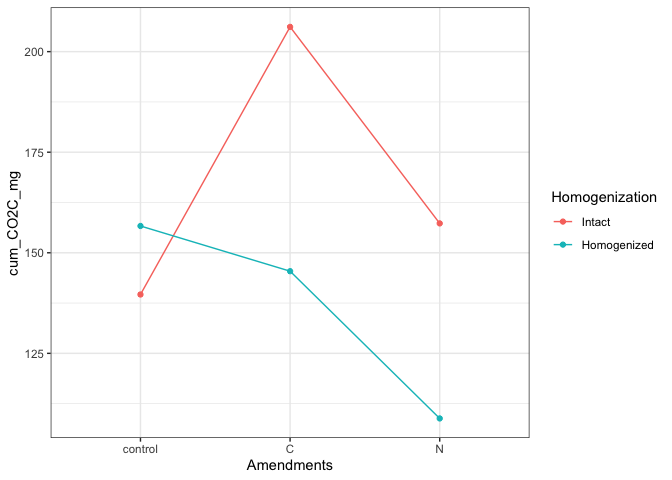 200
175
150
125
cum_CO2C_mg
control C N
Amendments
Homogenization
Intact
Homogenized